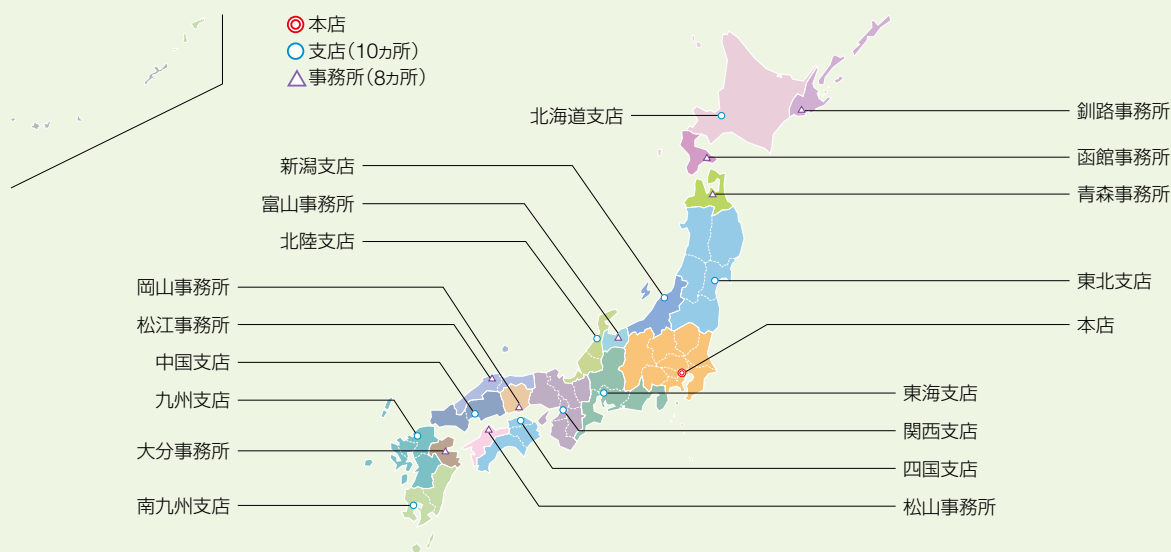 本店
支店(10ヵ所)
事務所(8ヵ所)
北海道支店
新潟支店
富山事務所
北陸支店
岡山事務所
松江事務所
中国支店
九州支店
大分事務所
南九州支店
釧路事務所
函館事務所
青森事務所
東北支店
本店
東海支店
関西支店
四国支店
松山事務所